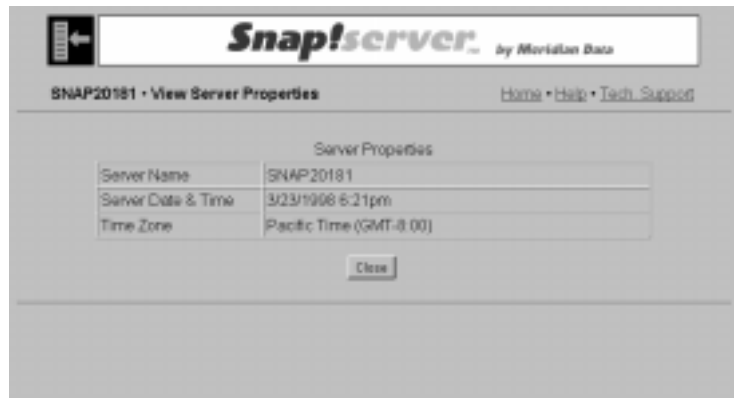 Snap!server™ by Meridian Data
SNAP20181 • View Server Properties
Home • Help • Tech. Support
Server Properties
Server Name SNAP20181
Server Date & Time 3/23/1998 6:21pm
Time Zone Pacific Time (GMT-8:00)
Close